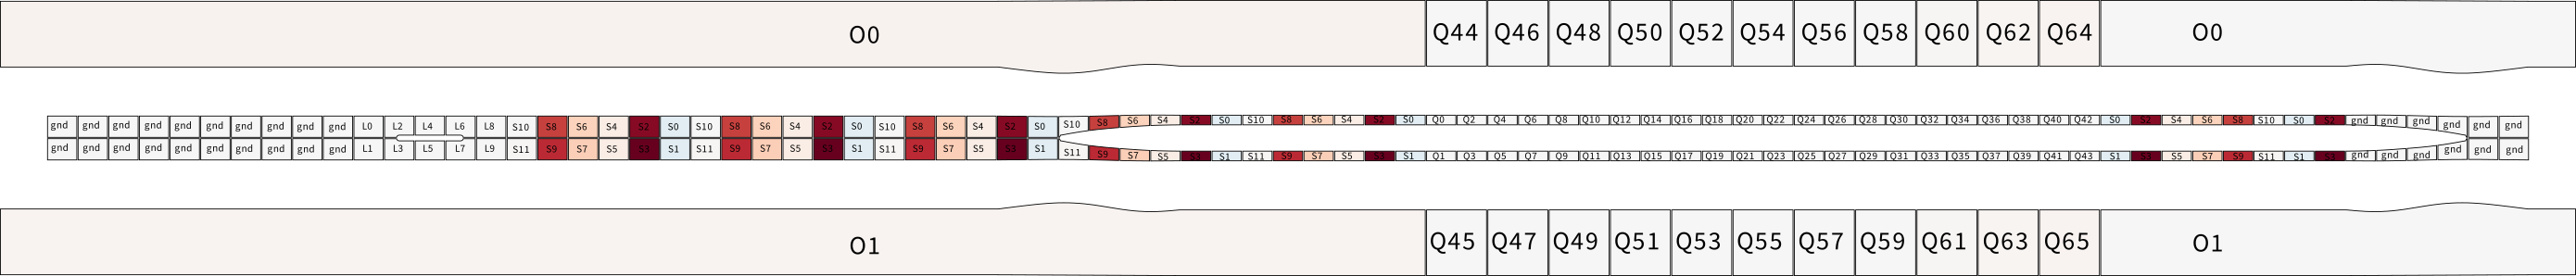 O0 Q44 Q46 Q48 Q50 Q52 Q54 Q56 Q58 Q60 Q62 Q64 O0
gnd gnd gnd gnd gnd gnd gnd gnd gnd gnd L0 L2 L4 L6 L8 S10 S8 S6 S4 S2 S0 S10 S8 S6 S4 S2 S0 S10 S8 S6 S4 S2 S0 S10 S8 S6 S4 S2 S0 S10 S8 S6 S4 S2 S0 Q0 Q2 Q4 Q6 Q8 Q10 Q12 Q14 Q16 Q18 Q20 Q22 Q24 Q26 Q28 Q30 Q32 Q34 Q36 Q38 Q40 Q42 S0 S2 S4 S6 S8 S10 S0 S2 gnd gnd gnd gnd gnd gnd
gnd gnd gnd gnd gnd gnd gnd gnd gnd gnd L1 L3 L5 L7 L9 S11 S9 S7 S5 S3 S1 S11 S9 S7 S5 S3 S1 S11 S9 S7 S5 S3 S1 S11 S9 S7 S5 S3 S1 S11 S9 S7 S5 S3 S1 Q1 Q3 Q5 Q7 Q9 Q11 Q13 Q15 Q17 Q19 Q21 Q23 Q25 Q27 Q29 Q31 Q33 Q35 Q37 Q39 Q41 Q43 S1 S3 S5 S7 S9 S11 S1 S3 gnd gnd gnd gnd gnd gnd
O1 Q45 Q47 Q49 Q51 Q53 Q55 Q57 Q59 Q61 Q63 Q65 O1